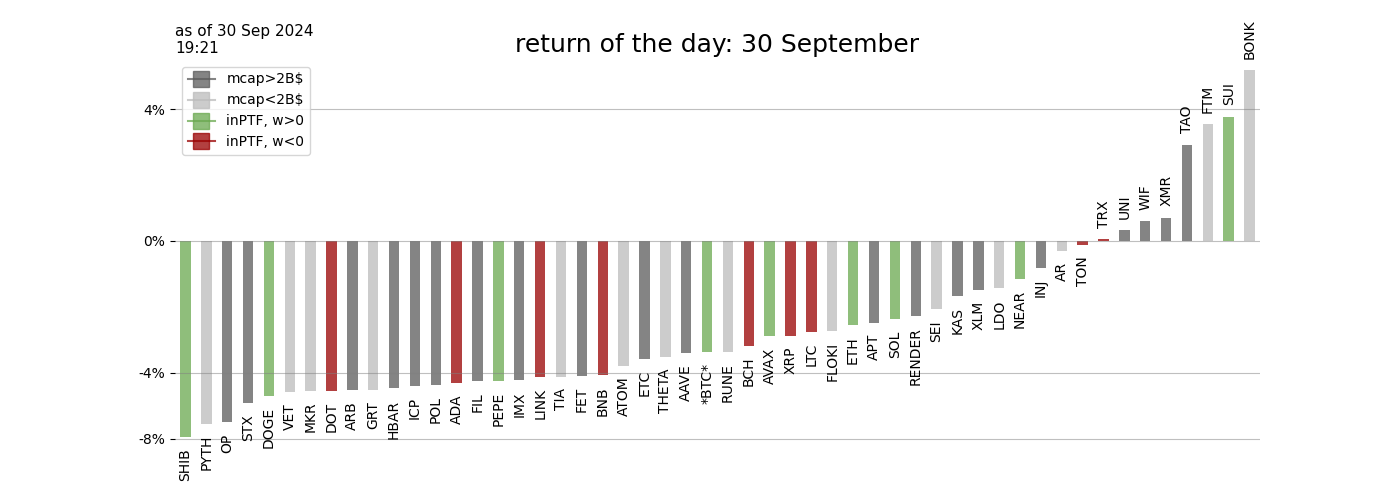 as of 30 Sep 2024
19:21
return of the day: 30 September
mcap>2B$
mcap<2B$
inPTF, w>0
inPTF, w<0
4%
0%
-4%
-8%
SHIB
PYTH
OP
STX
DOGE
VET
MKR
DOT
ARB
GRT
HBAR
ICP
POL
ADA
FIL
PEPE
IMX
LINK
TIA
FET
BNB
ATOM
ETC
THETA
AAVE
*BTC*
RUNE
BCH
AVAX
XRP
LTC
FLOKI
ETH
APT
SOL
RENDER
SEI
KAS
XLM
LDO
NEAR
INJ
AR
TON
TRX
UNI
WIF
XMR
TAO
FTM
SUI
BONK